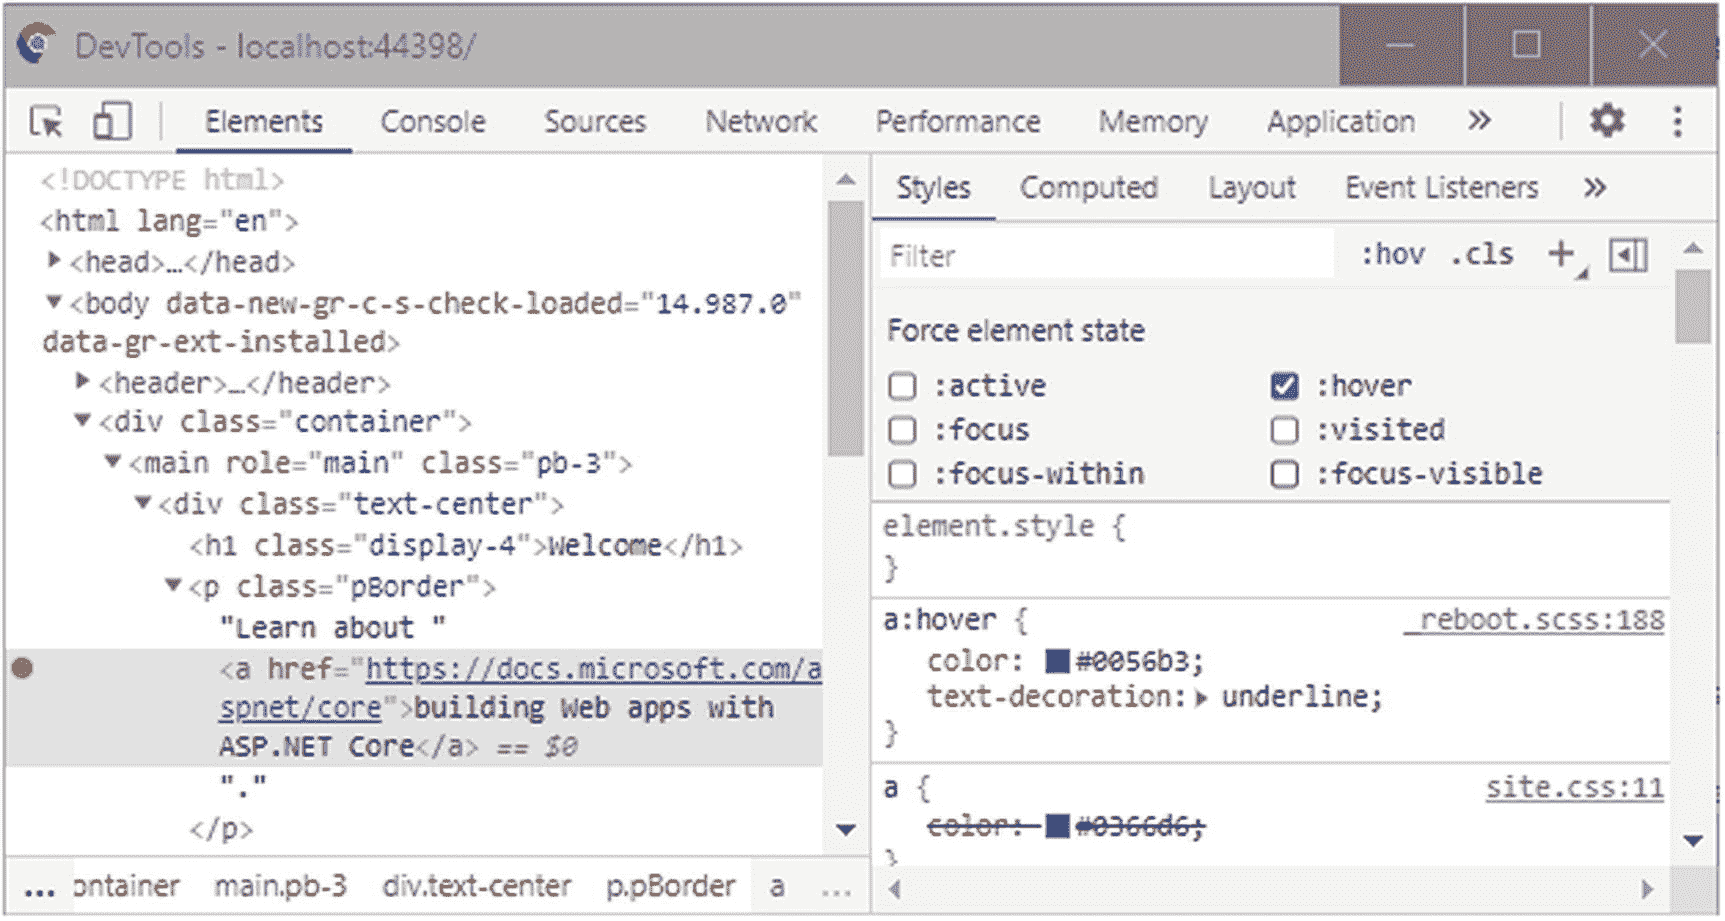 DevTools - localhost:44398/
Elements Console Sources Network Performance Memory Application »
<!DOCTYPE html>
<html lang="en">
<head>…</head>
<body data-new-gr-c-s-check-loaded="14.987.0"
data-gr-ext-installed>
<header>…</header>
<div class="container">
<main role="main" class="pb-3">
<div class="text-center">
<h1 class="display-4">Welcome</h1>
<p class="pBorder">
"Learn about "
<a href="https://docs.microsoft.com/a
spnet/core">building Web apps with
ASP.NET Core</a> == $0
"."
</p>
… ontainer main.pb-3 div.text-center p.pBorder a …
Styles Computed Layout Event Listeners »
Filter :hov .cls +
Force element state
:active :hover
:focus :visited
:focus-within :focus-visible
element.style {
}
a:hover { _reboot.scss:188
color: #0056b3;
text-decoration: underline;
}
a { site.css:11
color: #0366d6;
}